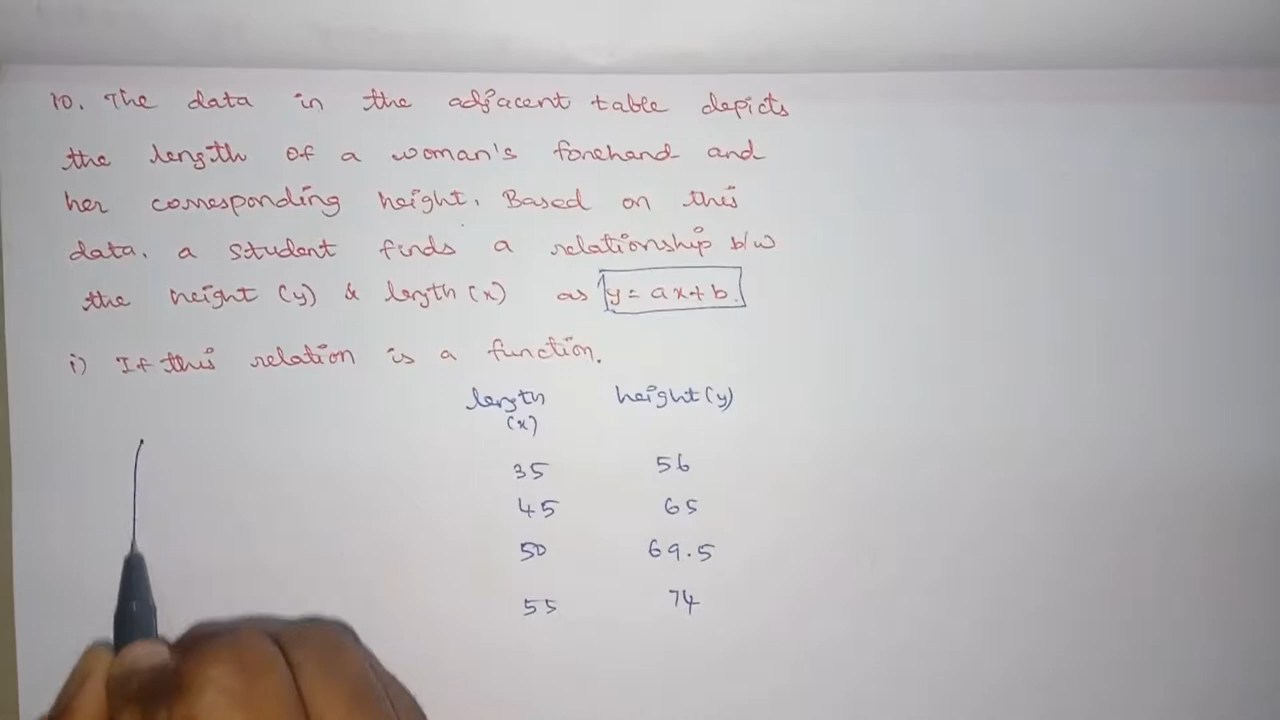 10. The data in the adjacent table depicts
the length of a woman's forehand and
her corresponding height. Based on this
data, a student finds a relationship b/w
the height (y) & length (x) as y = ax + b.
i) If this relation is a function.
length height (y)
(x)
35 56
45 65
50 69.5
55 74